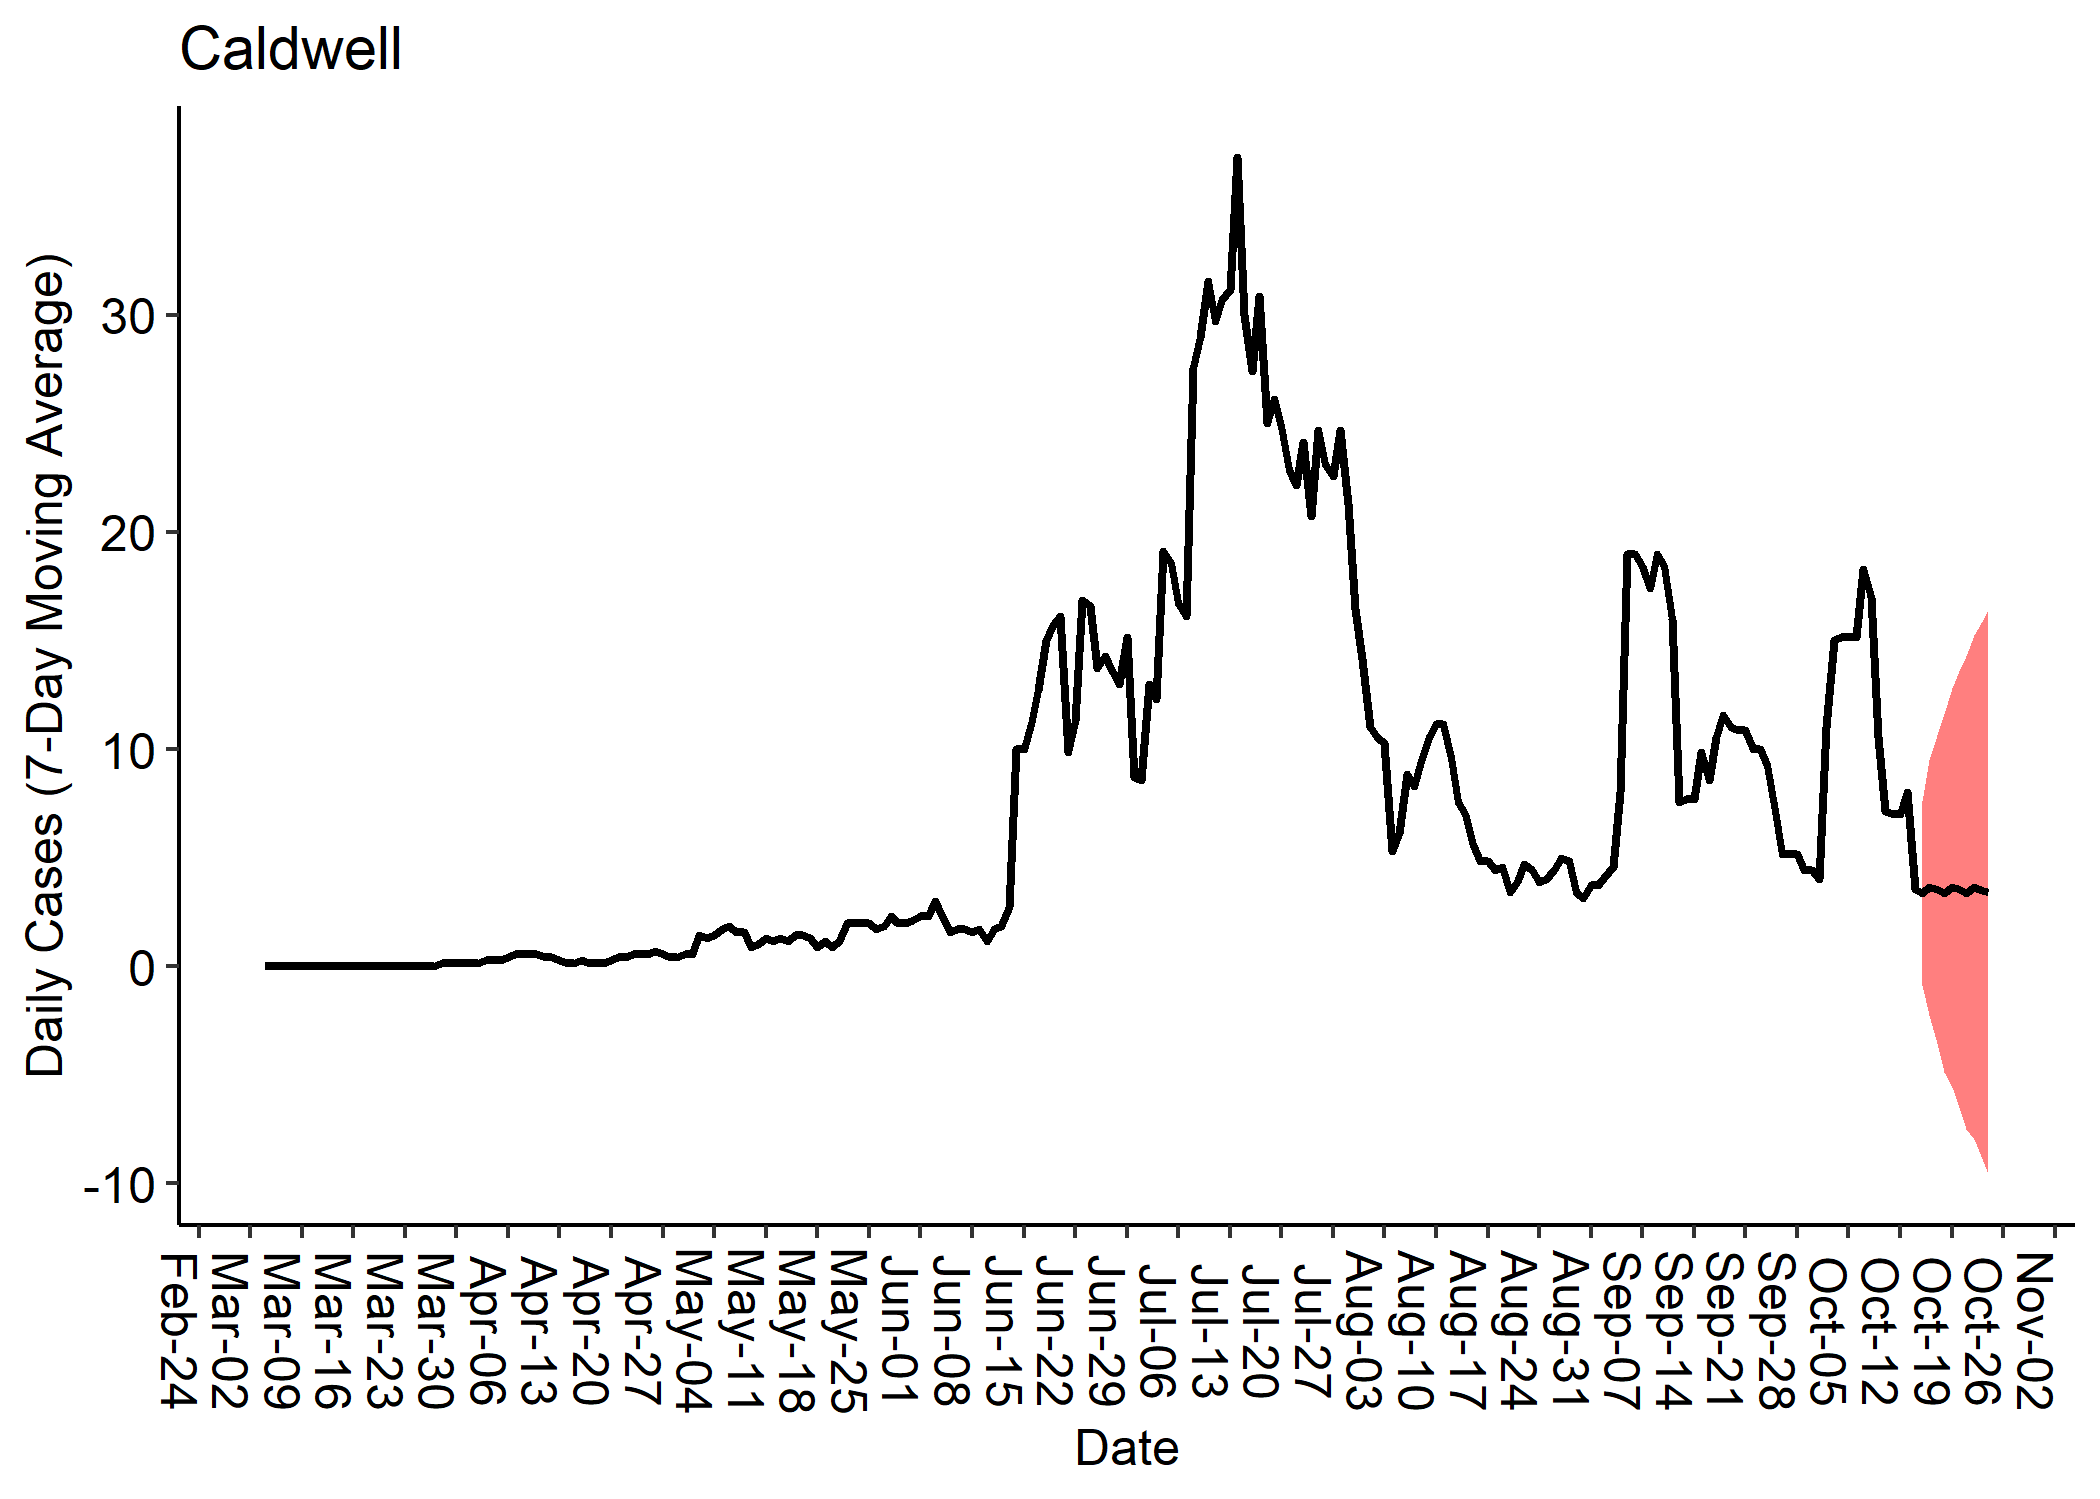 Caldwell
Daily Cases (7-Day Moving Average)
30
20
10
0
-10
Feb-24
Mar-02
Mar-09
Mar-16
Mar-23
Mar-30
Apr-06
Apr-13
Apr-20
Apr-27
May-04
May-11
May-18
May-25
Jun-01
Jun-08
Jun-15
Jun-22
Jun-29
Jul-06
Jul-13
Jul-20
Jul-27
Aug-03
Aug-10
Aug-17
Aug-24
Aug-31
Sep-07
Sep-14
Sep-21
Sep-28
Oct-05
Oct-12
Oct-19
Oct-26
Nov-02
Date